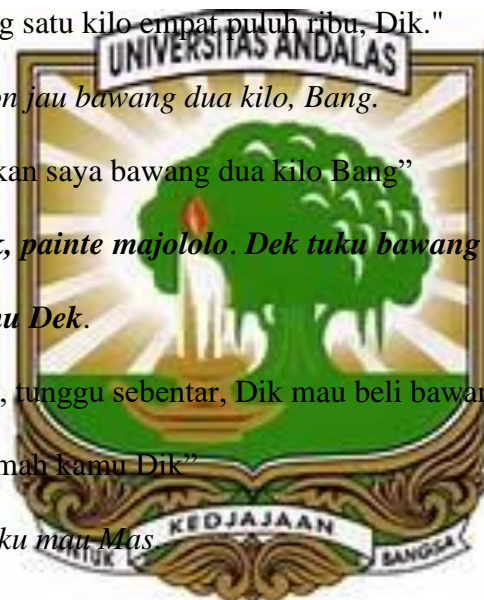 g satu kilo empat puluh ribu, Dik."
UNIVERSITAS ANDALAS
n jau bawang dua kilo, Bang.
kan saya bawang dua kilo Bang”
, painte majololo. Dek tuku bawang
u Dek.
, tunggu sebentar, Dik mau beli bawan
mah kamu Dik”
ku mau Mas.
KEDJAJAAN
UNTUK BANGSA